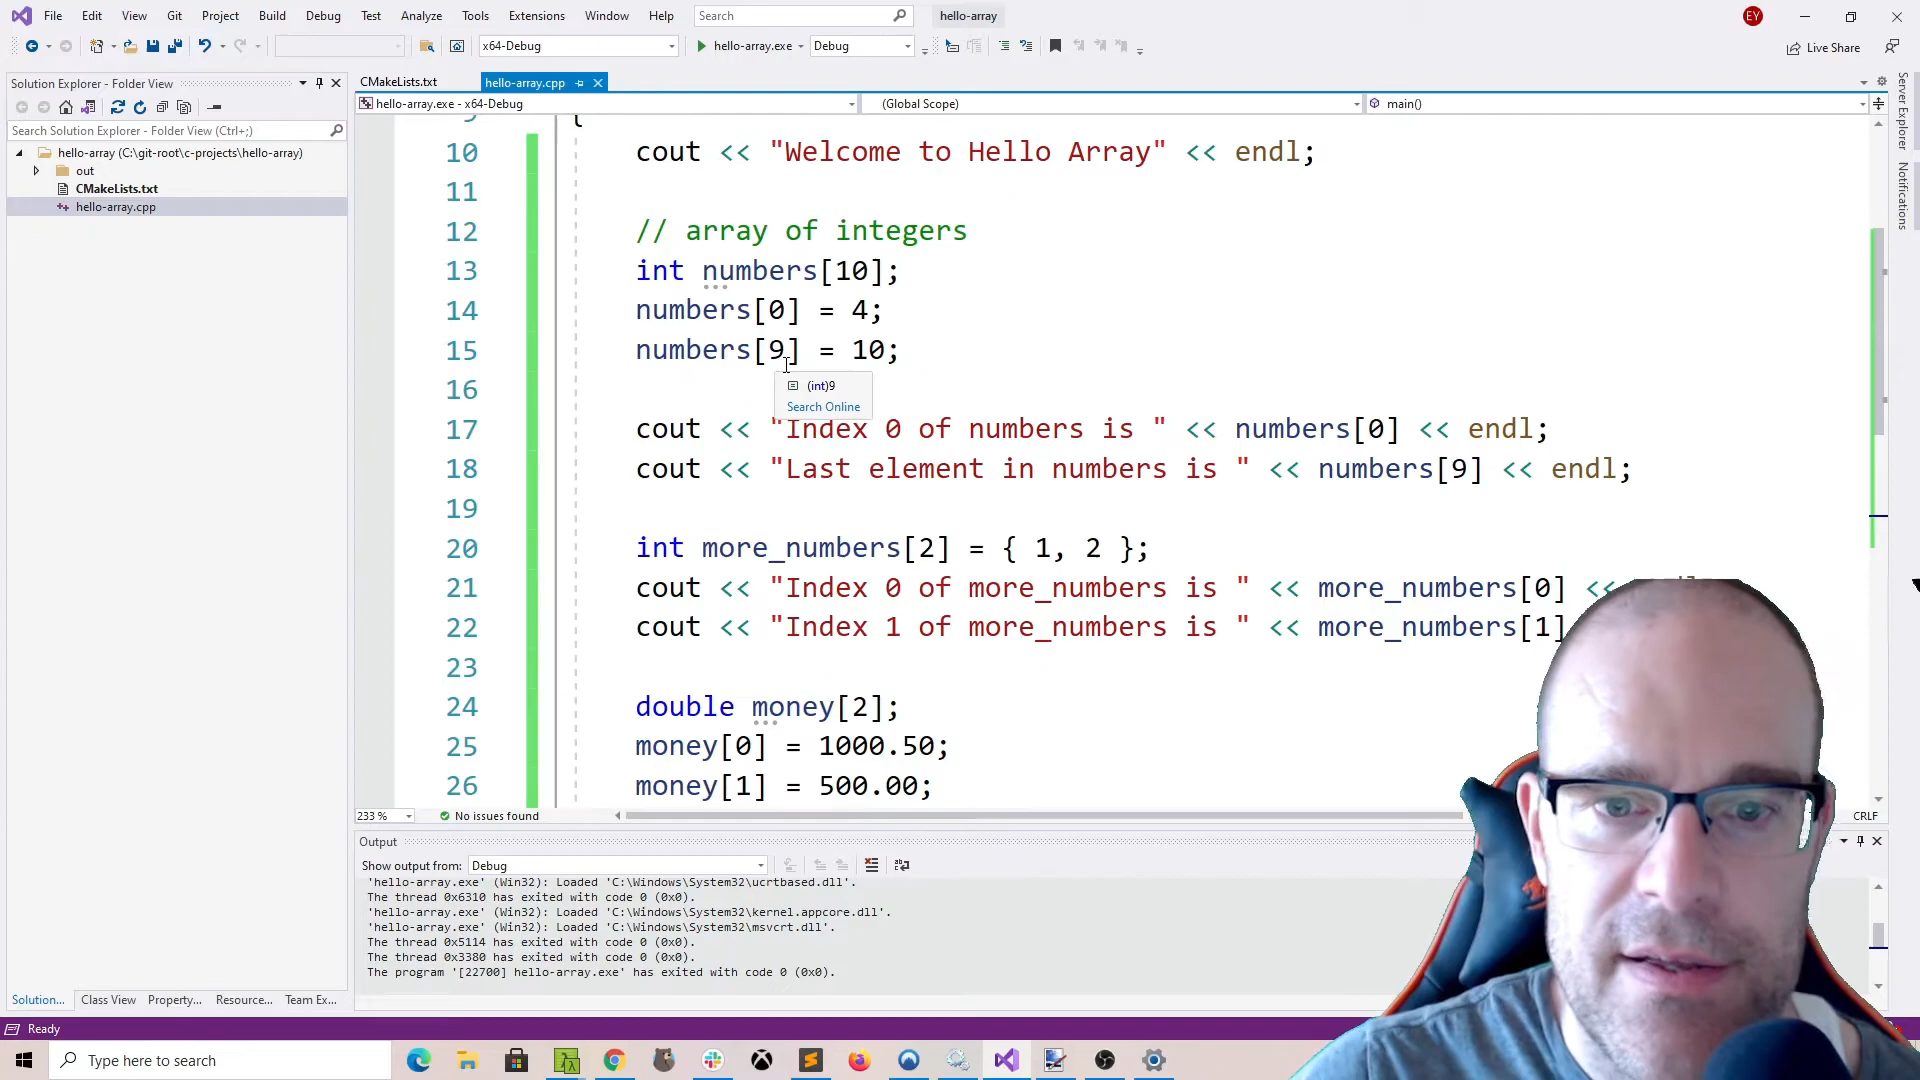 File Edit View Git Project Build Debug Test Analyze Tools Extensions Window Help Search hello-array EY
x64-Debug hello-array.exe Debug Live Share
Solution Explorer - Folder View
CMakeLists.txt hello-array.cpp
hello-array.exe - x64-Debug (Global Scope) main()
Search Solution Explorer - Folder View (Ctrl+;)
hello-array (C:\git-root\c-projects\hello-array)
out
CMakeLists.txt
hello-array.cpp
Server Explorer
Notifications
{
10 cout << "Welcome to Hello Array" << endl;
11
12 // array of integers
13 int numbers[10];
14 numbers[0] = 4;
15 numbers[9] = 10;
(int)9
Search Online
16
17 cout << "Index 0 of numbers is " << numbers[0] << endl;
18 cout << "Last element in numbers is " << numbers[9] << endl;
19
20 int more_numbers[2] = { 1, 2 };
21 cout << "Index 0 of more_numbers is " << more_numbers[0] <<
22 cout << "Index 1 of more_numbers is " << more_numbers[1]
23
24 double money[2];
25 money[0] = 1000.50;
26 money[1] = 500.00;
233 % No issues found CRLF
Output
Show output from: Debug
'hello-array.exe' (Win32): Loaded 'C:\Windows\System32\ucrtbased.dll'.
The thread 0x6310 has exited with code 0 (0x0).
'hello-array.exe' (Win32): Loaded 'C:\Windows\System32\kernel.appcore.dll'.
'hello-array.exe' (Win32): Loaded 'C:\Windows\System32\msvcrt.dll'.
The thread 0x5114 has exited with code 0 (0x0).
The thread 0x3380 has exited with code 0 (0x0).
The program '[22700] hello-array.exe' has exited with code 0 (0x0).
Solution... Class View Property... Resource... Team Ex...
Ready
Type here to search